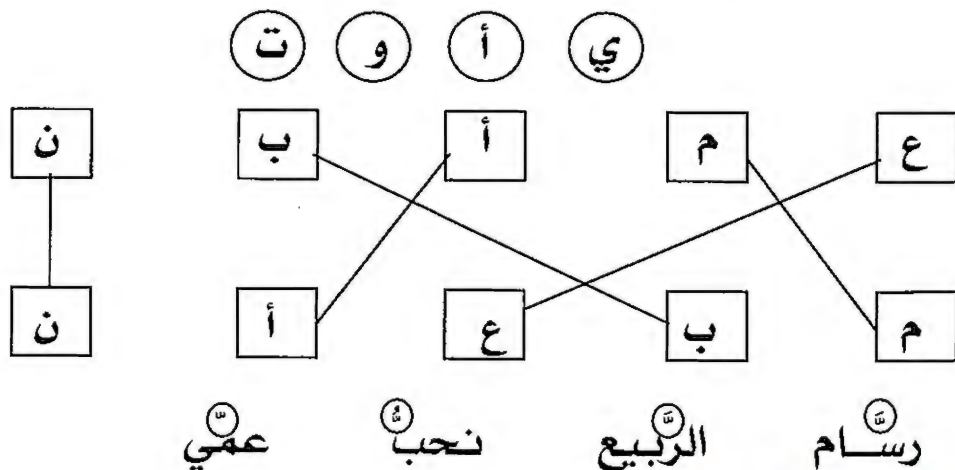 ي أ و ت
ع م أ ب ن
م ب ع أ ن
رسَّام الرَّبيع نحبُّ عمّي